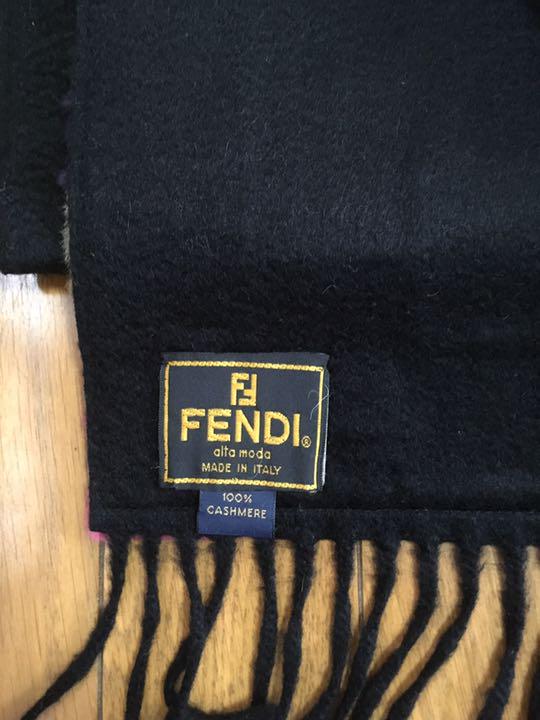 FF
FENDI®
alta moda
MADE IN ITALY
100%
CASHMERE